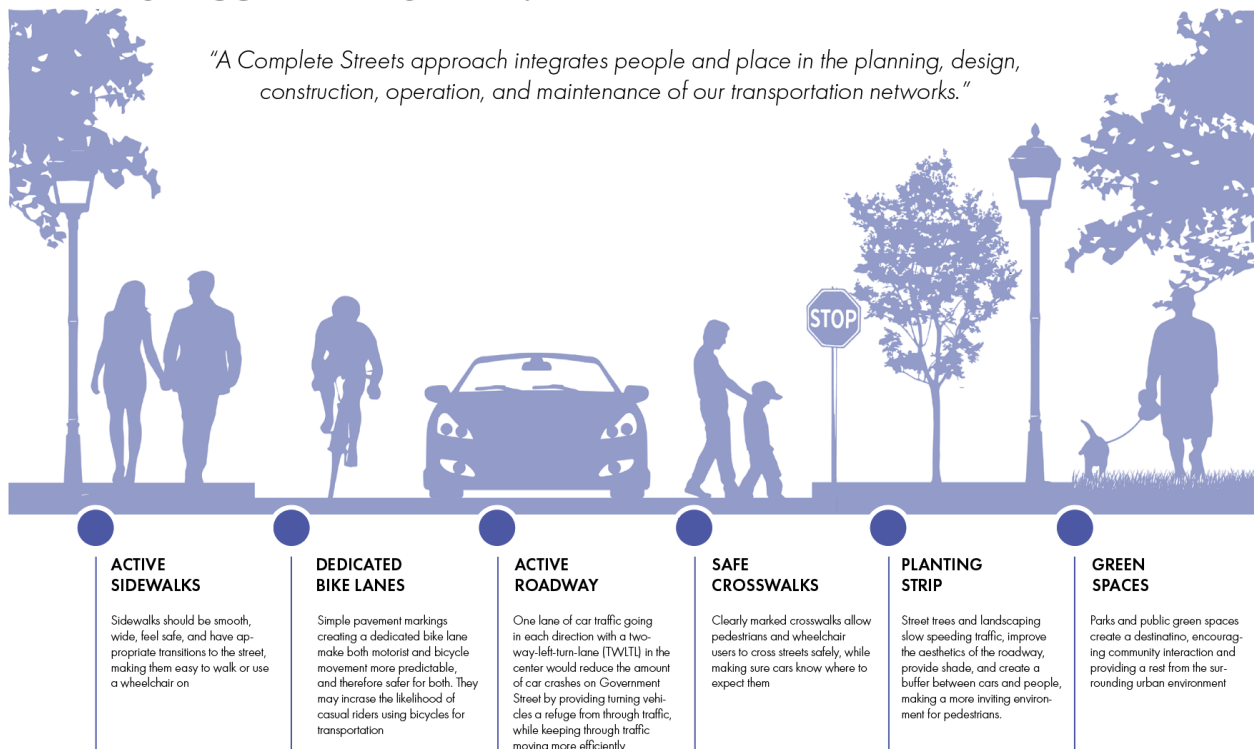 “A Complete Streets approach integrates people and place in the planning, design,
construction, operation, and maintenance of our transportation networks.”
STOP
ACTIVE
SIDEWALKS
Sidewalks should be smooth,
wide, feel safe, and have ap-
propriate transitions to the street,
making them easy to walk or use
a wheelchair on
DEDICATED
BIKE LANES
Simple pavement markings
creating a dedicated bike lane
make both motorist and bicycle
movement more predictable,
and therefore safer for both. They
may increase the likelihood of
casual riders using bicycles for
transportation
ACTIVE
ROADWAY
One lane of car traffic going
in each direction with a two-
way-left-turn-lane (TWLTL) in the
center would reduce the amount
of car crashes on Government
Street by providing turning vehi-
cles a refuge from through traffic,
while keeping through traffic
moving more efficiently
SAFE
CROSSWALKS
Clearly marked crosswalks allow
pedestrians and wheelchair
users to cross streets safely, while
making sure cars know where to
expect them
PLANTING
STRIP
Street trees and landscaping
slow speeding traffic, improve
the aesthetics of the roadway,
provide shade, and create a
buffer between cars and people,
making a more inviting environ-
ment for pedestrians.
GREEN
SPACES
Parks and public green spaces
create a destinatino, encourag-
ing community interaction and
providing a rest from the sur-
rounding urban environment